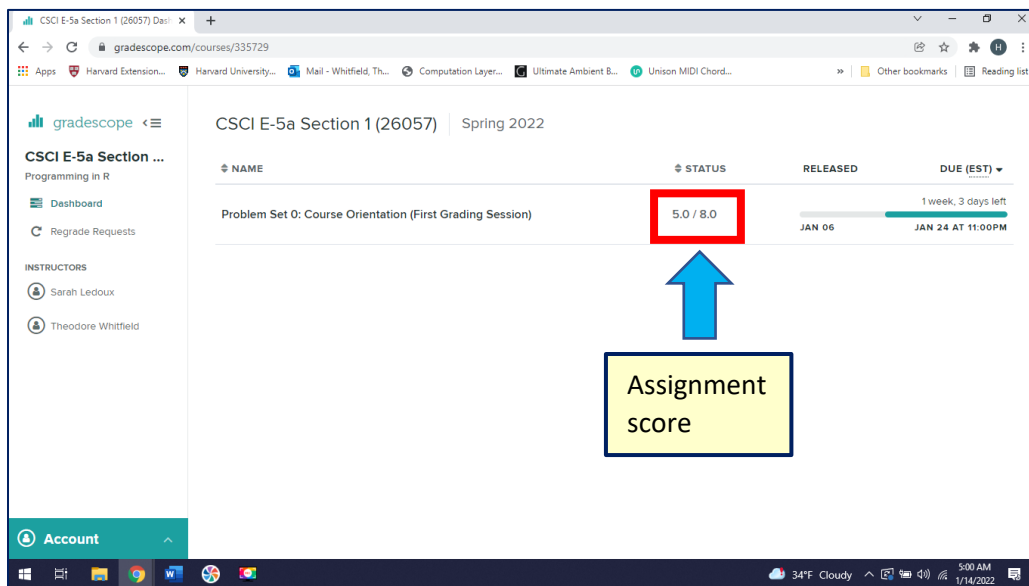 CSCI E-5a Section 1 (26057) Dash
gradescope.com/courses/335729
H
Apps
Harvard Extension...
Harvard University...
Mail - Whitfield, Th...
Computation Layer...
Ultimate Ambient B...
Unison MIDI Chord...
»
Other bookmarks
Reading list
gradescope
CSCI E-5a Section ...
Programming in R
Dashboard
Regrade Requests
INSTRUCTORS
Sarah Ledoux
Theodore Whitfield
Account
CSCI E-5a Section 1 (26057) Spring 2022
NAME STATUS RELEASED DUE (EST)
Problem Set 0: Course Orientation (First Grading Session)
5.0 / 8.0
1 week, 3 days left
JAN 06 JAN 24 AT 11:00PM
Assignment
score
34°F Cloudy
5:00 AM
1/14/2022